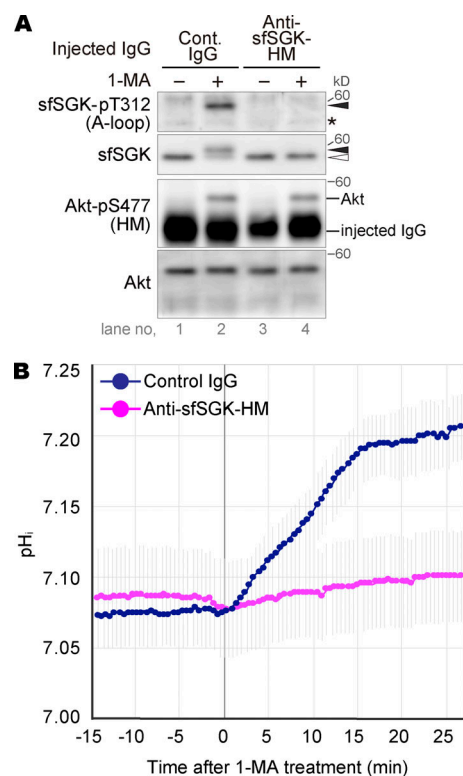 A
Injected IgG
Cont.
IgG
Anti-
sfSGK-
HM
1-MA – + – + kD
sfSGK-pT312
(A-loop)
60
*
sfSGK
60
Akt-pS477
(HM)
60
Akt
injected IgG
Akt
60
lane no, 1 2 3 4
B
7.25
7.20
7.15
7.10
7.05
7.00
pHi
Control IgG
Anti-sfSGK-HM
-15 -10 -5 0 5 10 15 20 25
Time after 1-MA treatment (min)